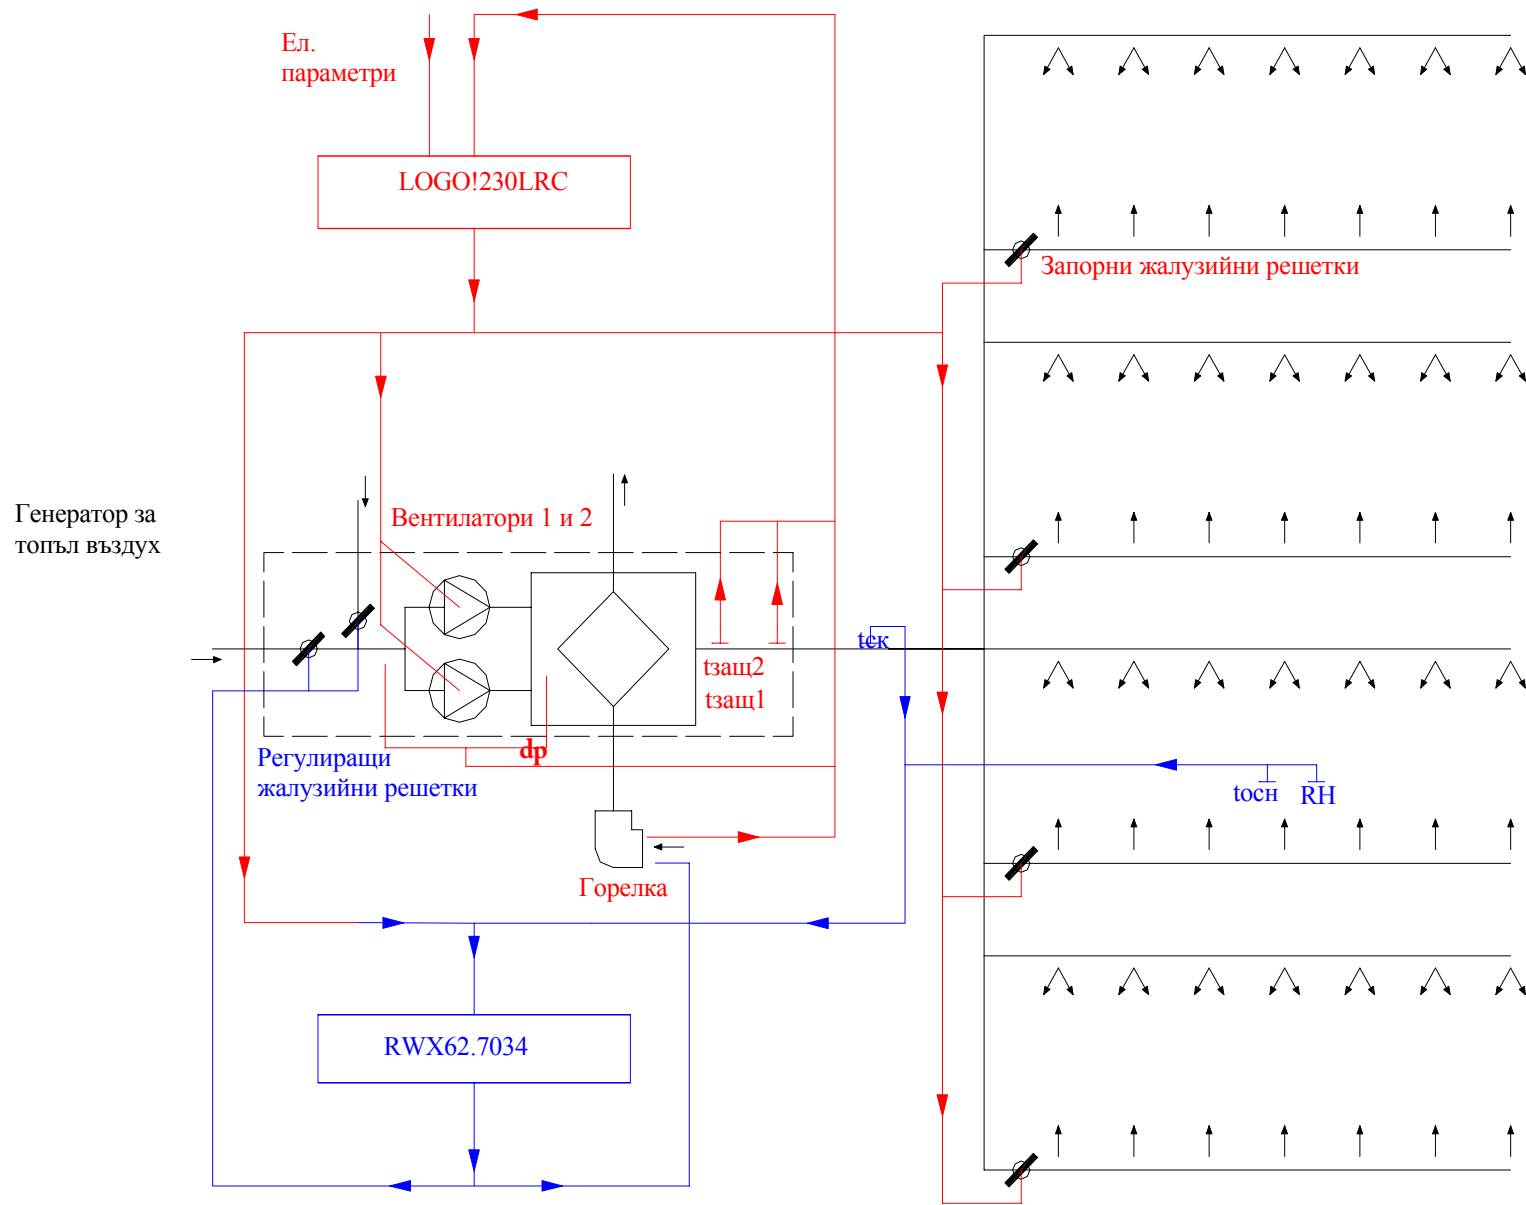 Ел.
параметри
LOGO!230LRC
Запорни жалузийни решетки
Генератор за
топъл въздух
Вентилатори 1 и 2
tск
tзащ2
tзащ1
dp
Регулиращи
жалузийни решетки
tосн
RH
Горелка
RWX62.7034